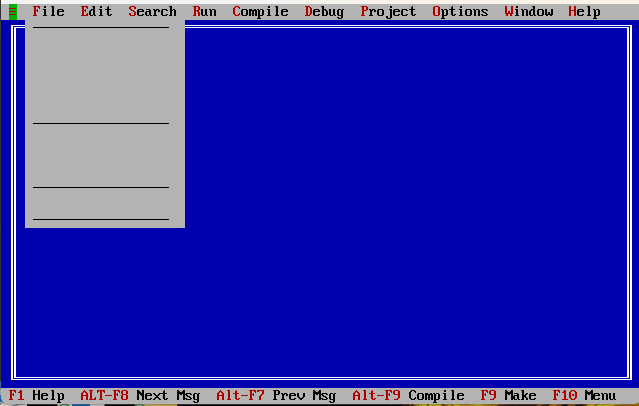 ≡ File Edit Search Run Compile Debug Project Options Window Help
F1 Help ALT-F8 Next Msg Alt-F7 Prev Msg Alt-F9 Compile F9 Make F10 Menu